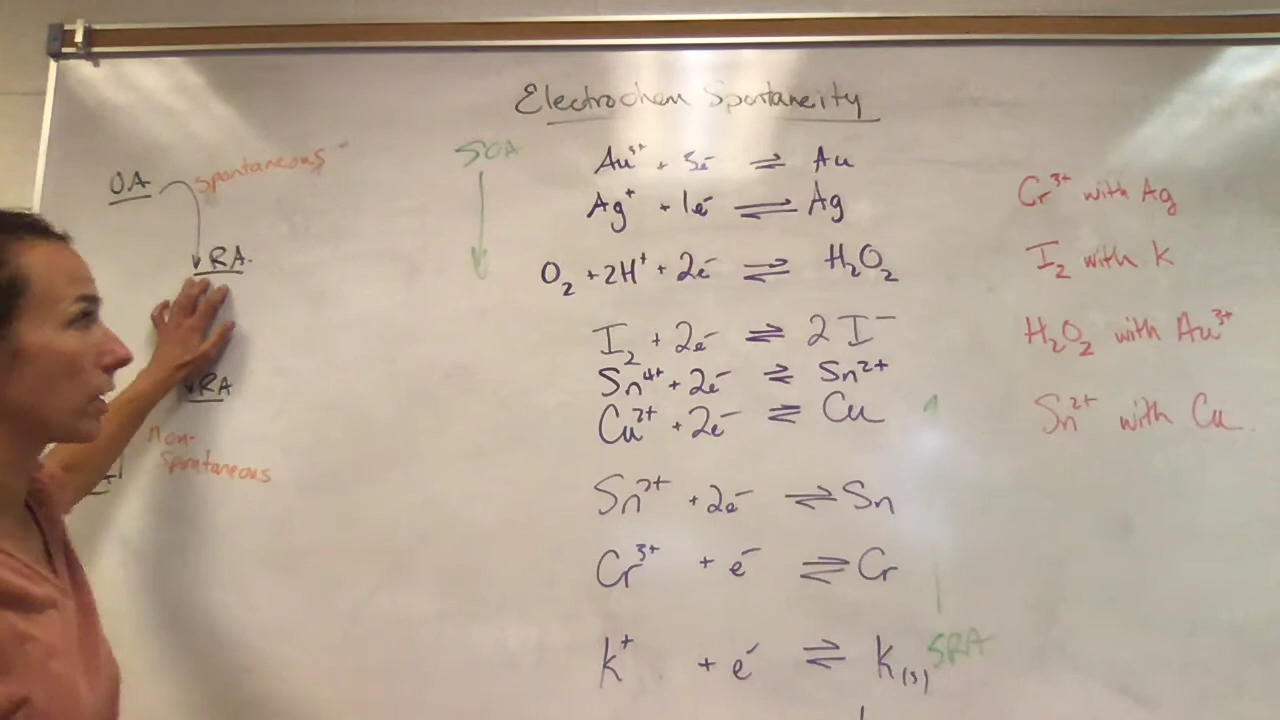 Electrochem Spontaneity
OA spontaneous
RA.
RA
non-
spontaneous
SOA
Au³⁺ + 3e⁻ ⇌ Au
Ag⁺ + 1e⁻ ⇌ Ag
O₂ + 2H⁺ + 2e⁻ ⇌ H₂O₂
I₂ + 2e⁻ ⇌ 2 I⁻
Sn⁴⁺ + 2e⁻ ⇌ Sn²⁺
Cu²⁺ + 2e⁻ ⇌ Cu
Sn²⁺ + 2e⁻ ⇌ Sn
Cr³⁺ + e⁻ ⇌ Cr
K⁺ + e⁻ ⇌ K(s)
SRA
Cr³⁺ with Ag
I₂ with K
H₂O₂ with Au³⁺
Sn²⁺ with Cu.